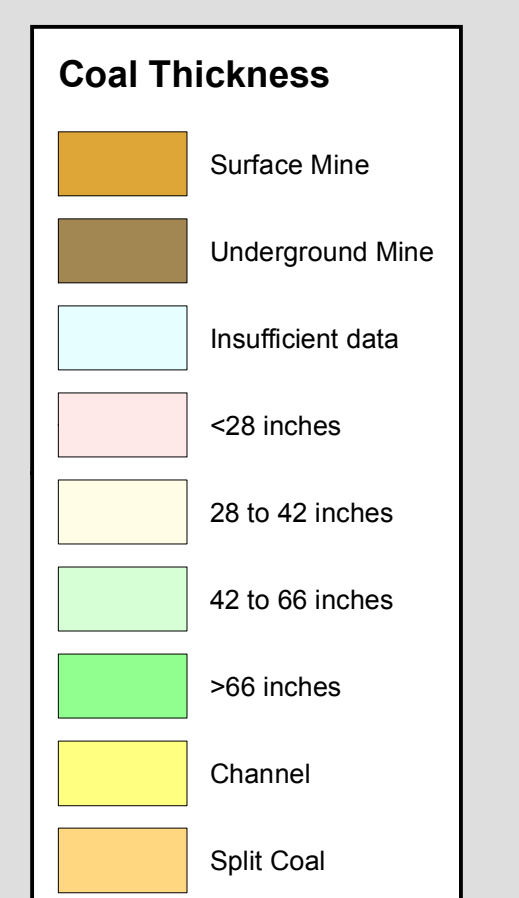 Coal Thickness
Surface Mine
Underground Mine
Insufficient data
<28 inches
28 to 42 inches
42 to 66 inches
>66 inches
Channel
Split Coal